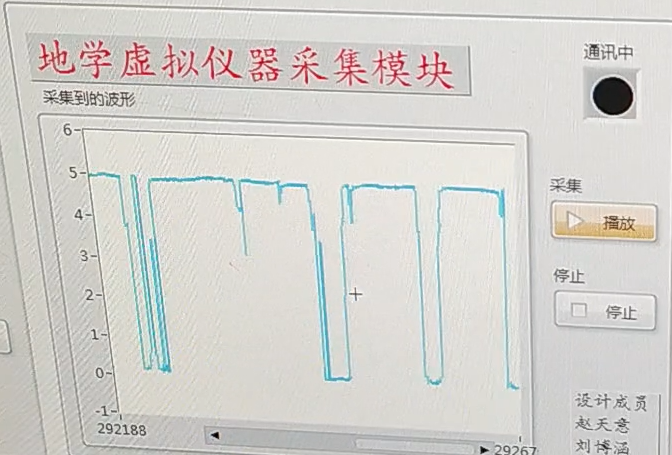 地学虚拟仪器采集模块
通讯中
采集到的波形
6
5
4
3
2
1
0
-1
292188
29267
采集
播放
停止
停止
设计成员
赵天意
刘博涵